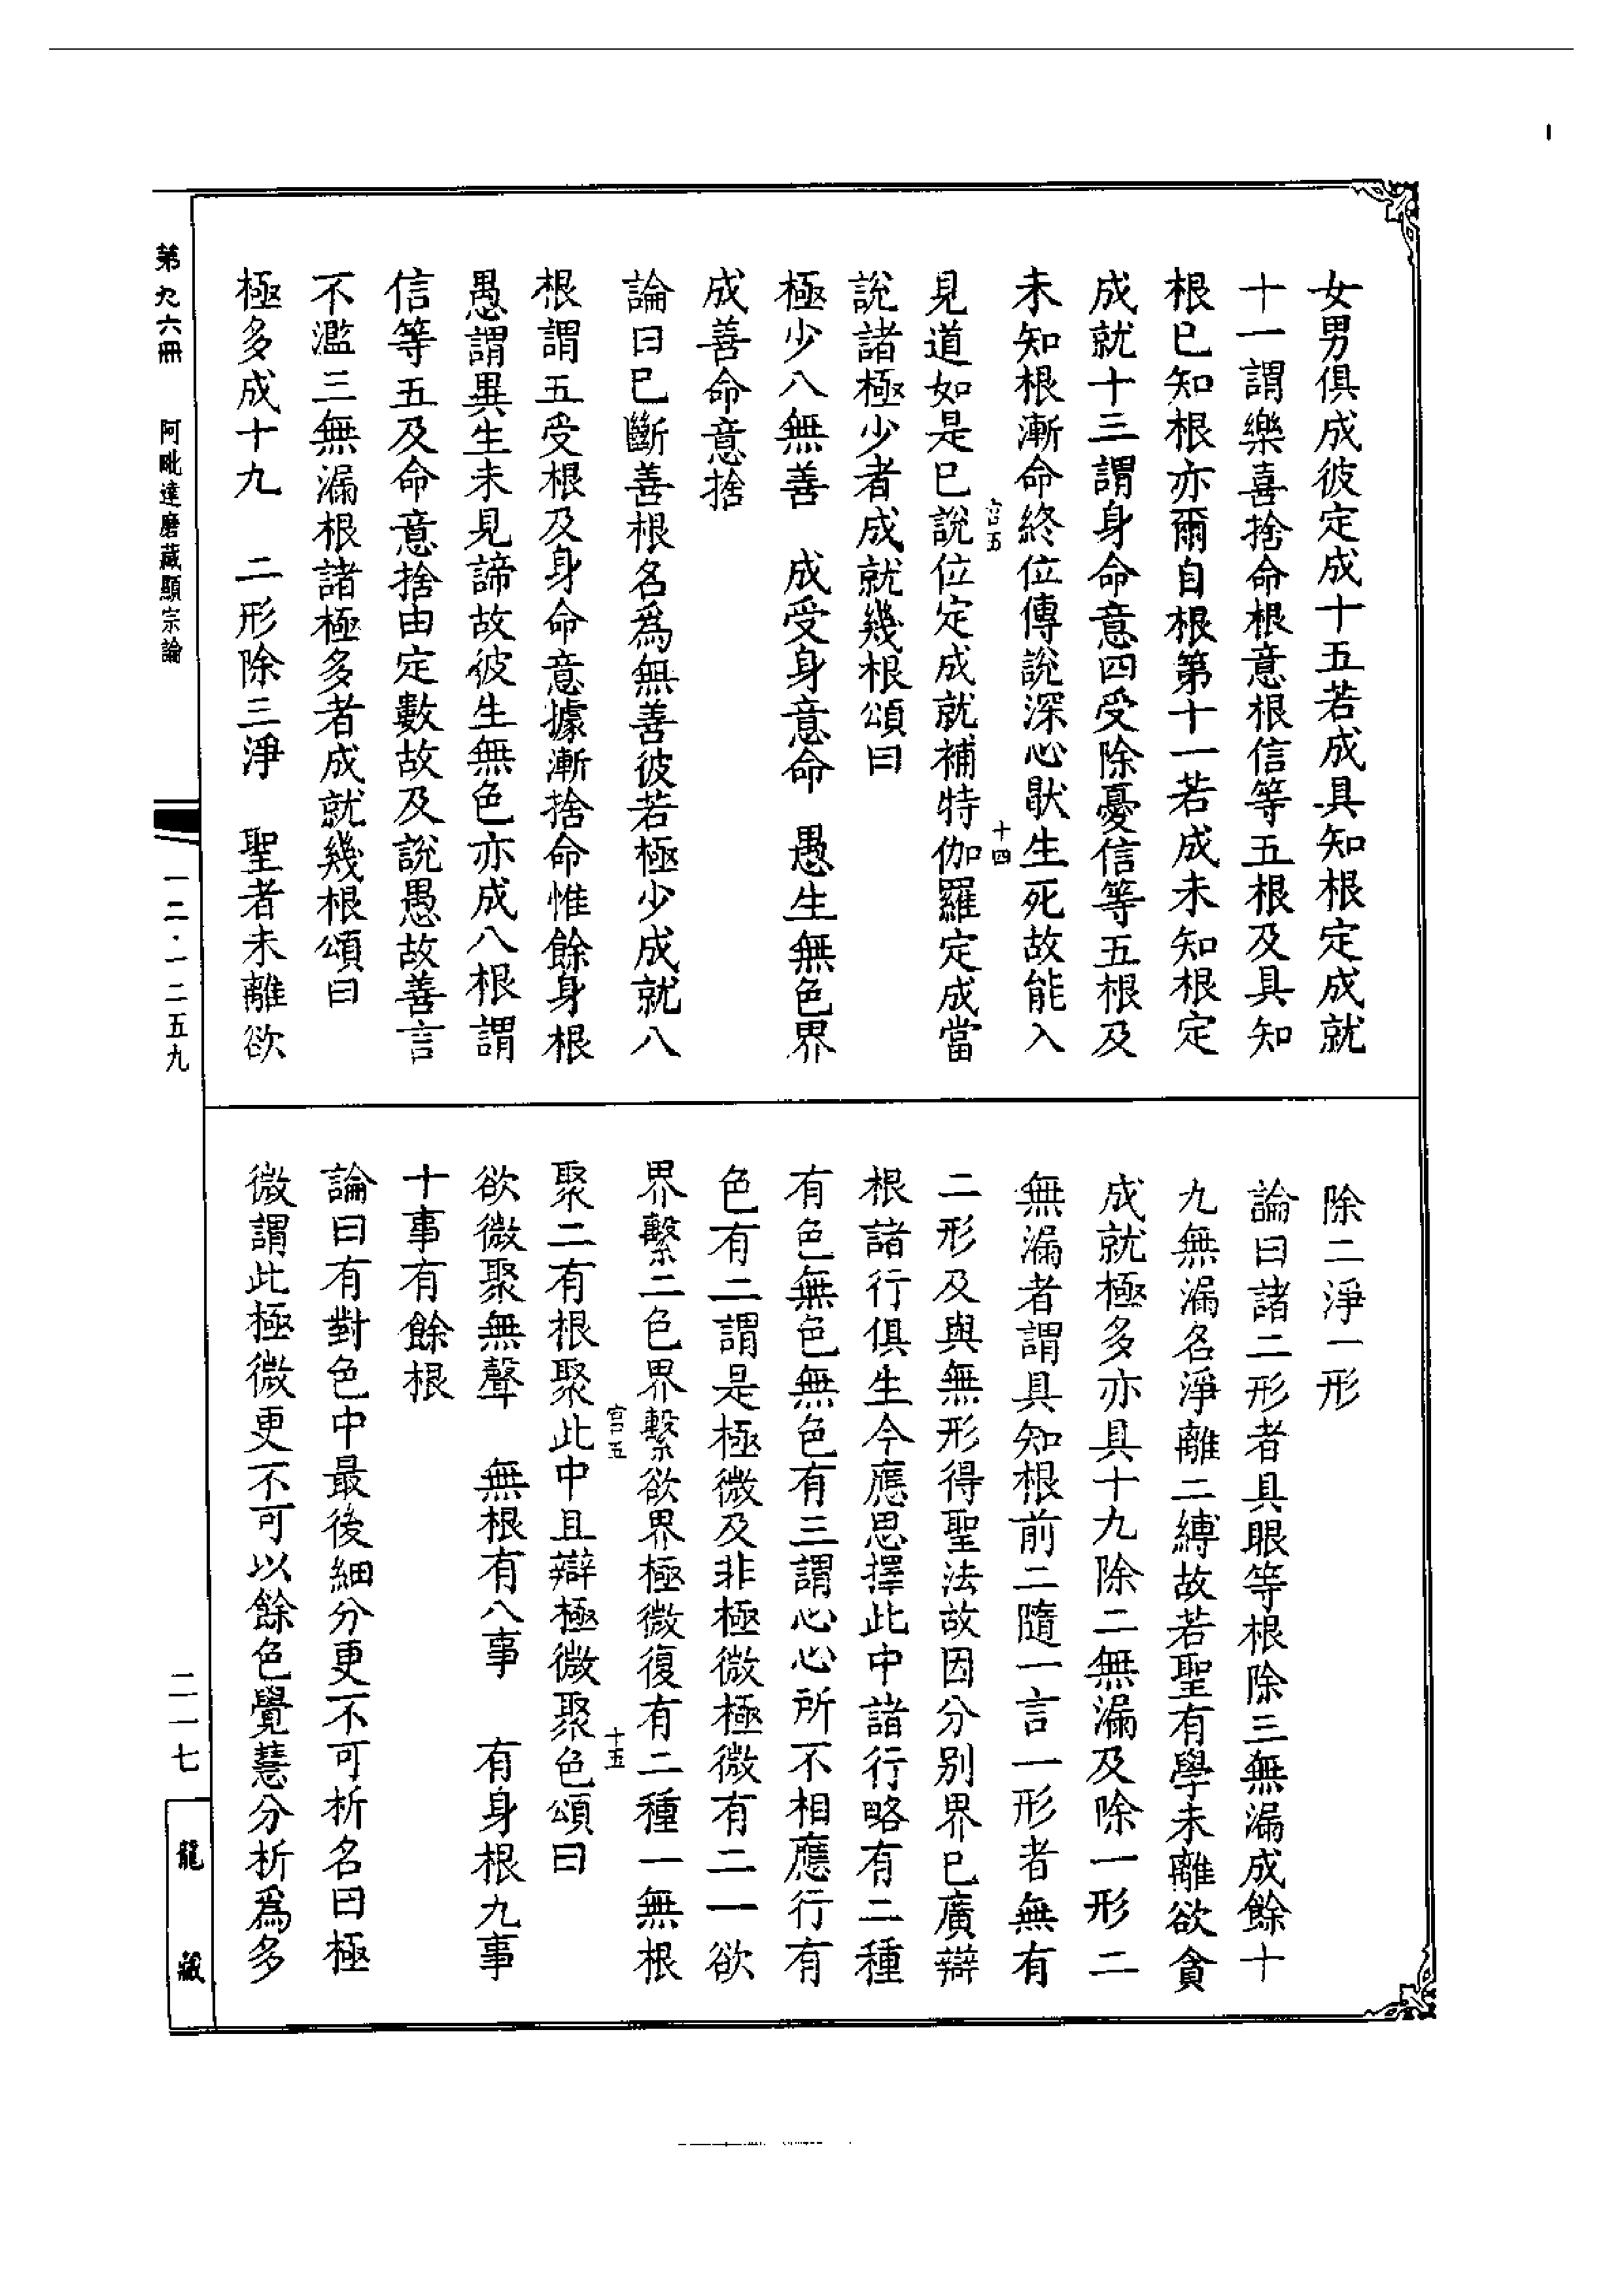 女男俱成彼定成十五若成具知根定成就
十一謂樂喜捨命根意根信等五根及具知
根已知根亦爾自根第十一若成未知根定
成就十三謂身命意四受除憂信等五根及
未知根漸命終位傳說深心猒生死故能入
宫五
十四
見道如是已說位定成就補特伽羅定成當
說諸極少者成就幾根頌曰
極少八無善　成受身意命　愚生無色界
成善命意捨
論曰已斷善根名爲無善彼若極少成就八
根謂五受根及身命意據漸捨命惟餘身根
愚謂異生未見諦故彼生無色亦成八根謂
信等五及命意捨由定數故及說愚故善言
不濫三無漏根諸極多者成就幾根頌曰
極多成十九　二形除三淨　聖者未離欲
除二淨一形
論曰諸二形者具眼等根除三無漏成餘十
九無漏名淨離二縛故若聖有學未離欲貪
成就極多亦具十九除二無漏及除一形二
無漏者謂具知根前二隨一言一形者無有
二形及與無形得聖法故因分別界已廣辯
根諸行俱生今應思擇此中諸行略有二種
有色無色無色有三謂心心所不相應行有
色有二謂是極微及非極微極微有二一欲
界繫二色界繫欲界極微復有二種一無根
宫五
十五
聚二有根聚此中且辯極微聚色頌曰
欲微聚無聲　無根有八事　有身根九事
十事有餘根
論曰有對色中最後細分更不可析名曰極
微謂此極微更不可以餘色覺慧分析爲多
第九六冊　阿毗達磨藏顯宗論
一二·一二五九
二一七
龍藏